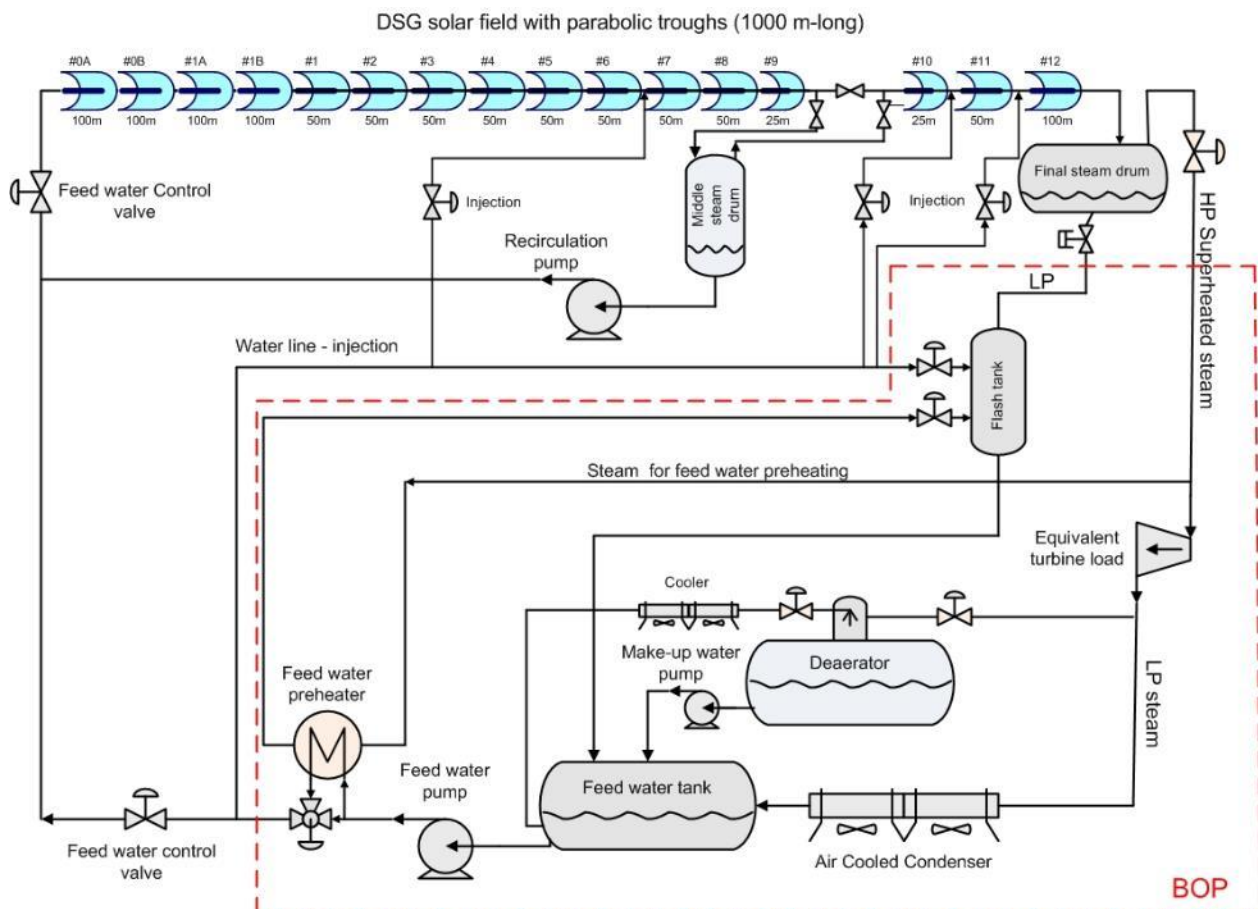 DSG solar field with parabolic troughs (1000 m-long)
#0A #0B #1A #1B #1 #2 #3 #4 #5 #6 #7 #8 #9 #10 #11 #12
100m 100m 100m 100m 50m 50m 50m 50m 50m 50m 50m 50m 25m 25m 50m 100m
Feed water Control
valve
Injection
Middle
steam
drum
Injection
Final steam drum
HP Superheated steam
Recirculation
pump
LP
Water line - injection
Flash tank
Steam for feed water preheating
Equivalent
turbine load
Cooler
Make-up water
pump
Deaerator
LP steam
Feed water
preheater
Feed water
pump
Feed water tank
Feed water control
valve
Air Cooled Condenser
BOP